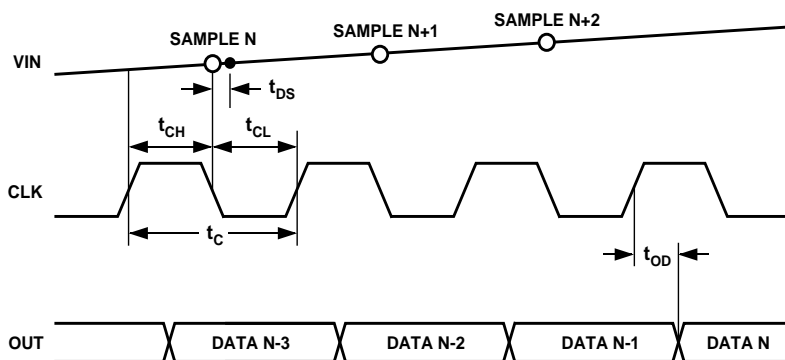 SAMPLE N
SAMPLE N+1
SAMPLE N+2
VIN
tDS
tCH
tCL
CLK
tC
tOD
OUT
DATA N-3
DATA N-2
DATA N-1
DATA N